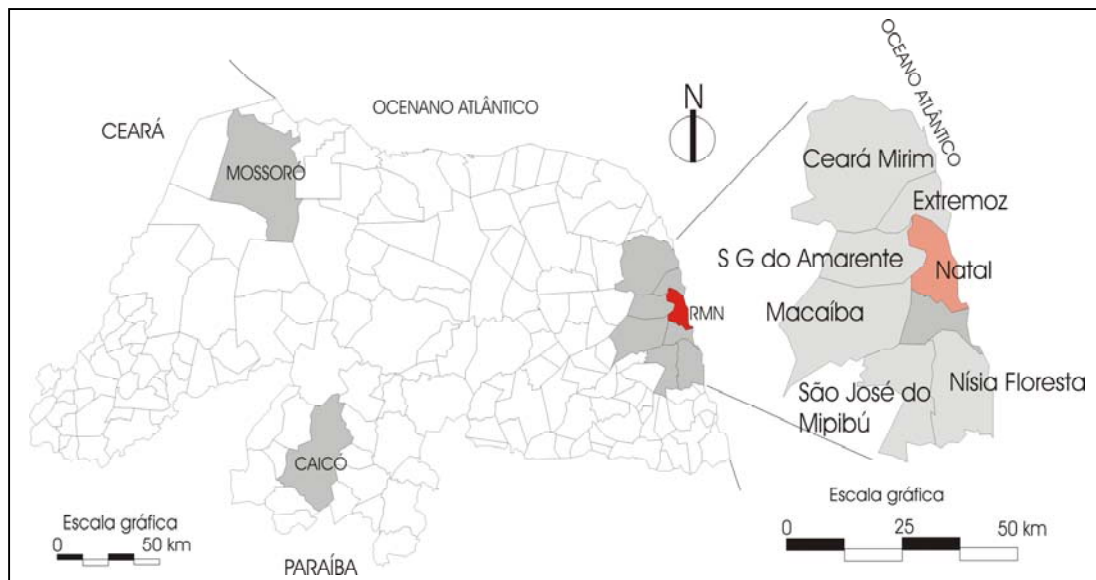 CEARÁ
OCENANO ATLÂNTICO
N
MOSSORÓ
RMN
CAICÓ
Escala gráfica
0 50 km
PARAÍBA
OCEANO ATLÂNTICO
Ceará Mirim
Extremoz
S G do Amarente
Natal
Macaíba
São José do
Mipibú
Nísia Floresta
Escala gráfica
0 25 50 km